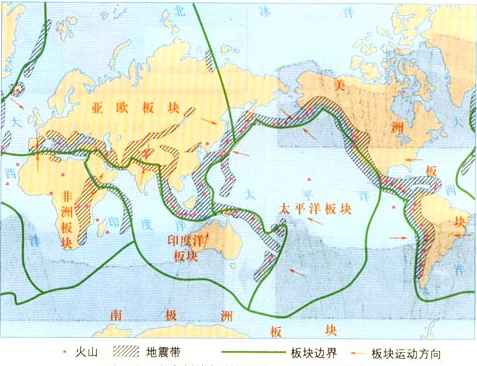 北 冰 洋
亚 欧 板 块
美 洲 板 块
大 西 洋
大 西 洋
太 平 洋
非洲板块
印 度 洋
印度洋
板块
太平洋板块
南 极 洲 板 块
火山 地震带 板块边界 板块运动方向